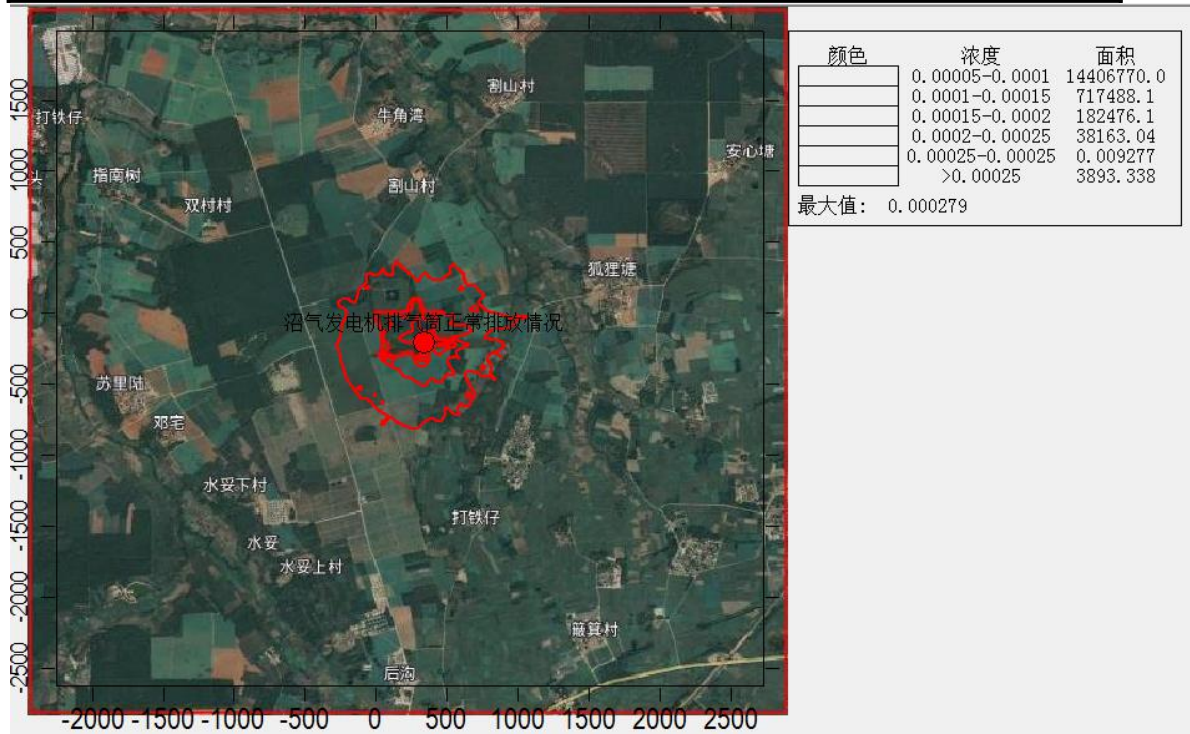 颜色 浓度 面积
0.00005-0.0001 14406770.0
0.0001-0.00015 717488.1
0.00015-0.0002 182476.1
0.0002-0.00025 38163.04
0.00025-0.00025 0.009277
>0.00025 3893.338
最大值: 0.000279
割山村
牛角湾
打铁仔
安心塘
头
指南树
割山村
双村村
狐狸塘
沼气发电机排气筒正常排放情况
苏里陆
邓宅
水妥下村
打铁仔
水妥
水妥上村
簸箕村
后沟
1500
1000
500
0
-500
-1000
-1500
-2000
-2500
-2000 -1500 -1000 -500 0 500 1000 1500 2000 2500